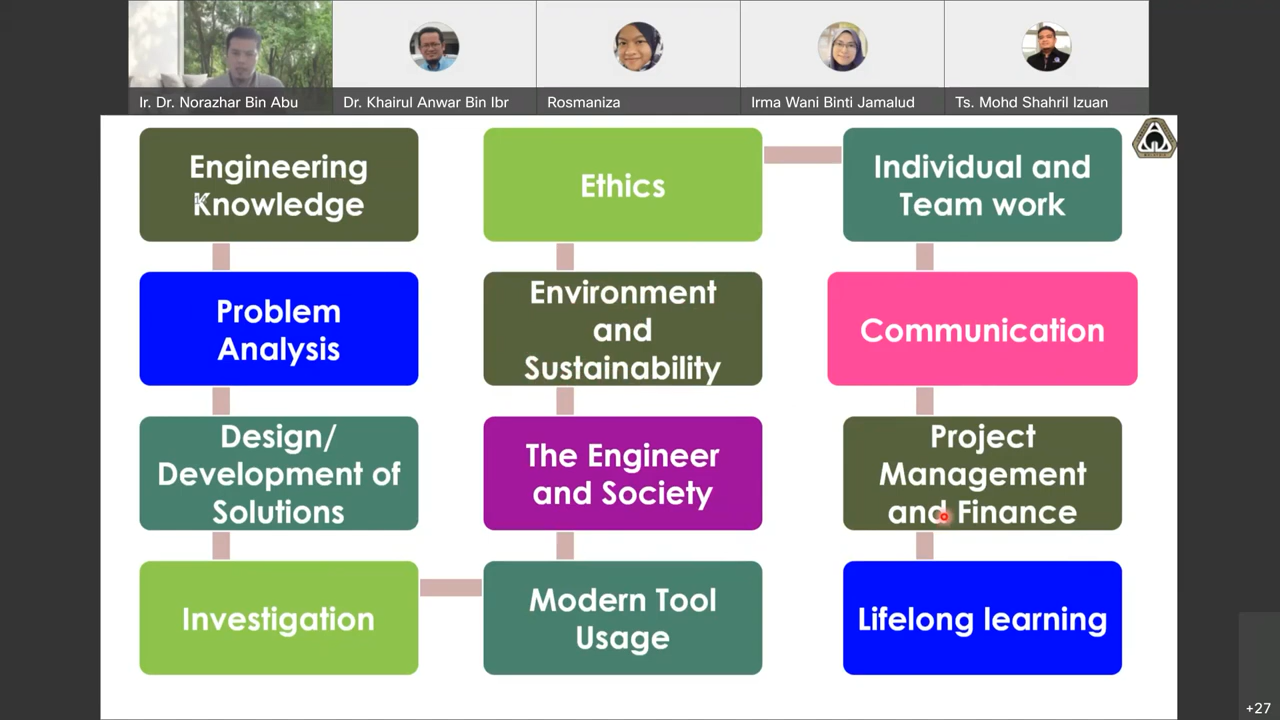 Ir. Dr. Norazhar Bin Abu
Dr. Khairul Anwar Bin Ibr
Rosmaniza
Irma Wani Binti Jamalud
Ts. Mohd Shahril Izuan
Engineering
Knowledge
Problem
Analysis
Design/
Development of
Solutions
Investigation
Ethics
Environment
and
Sustainability
The Engineer
and Society
Modern Tool
Usage
Individual and
Team work
Communication
Project
Management
and Finance
Lifelong learning
+27